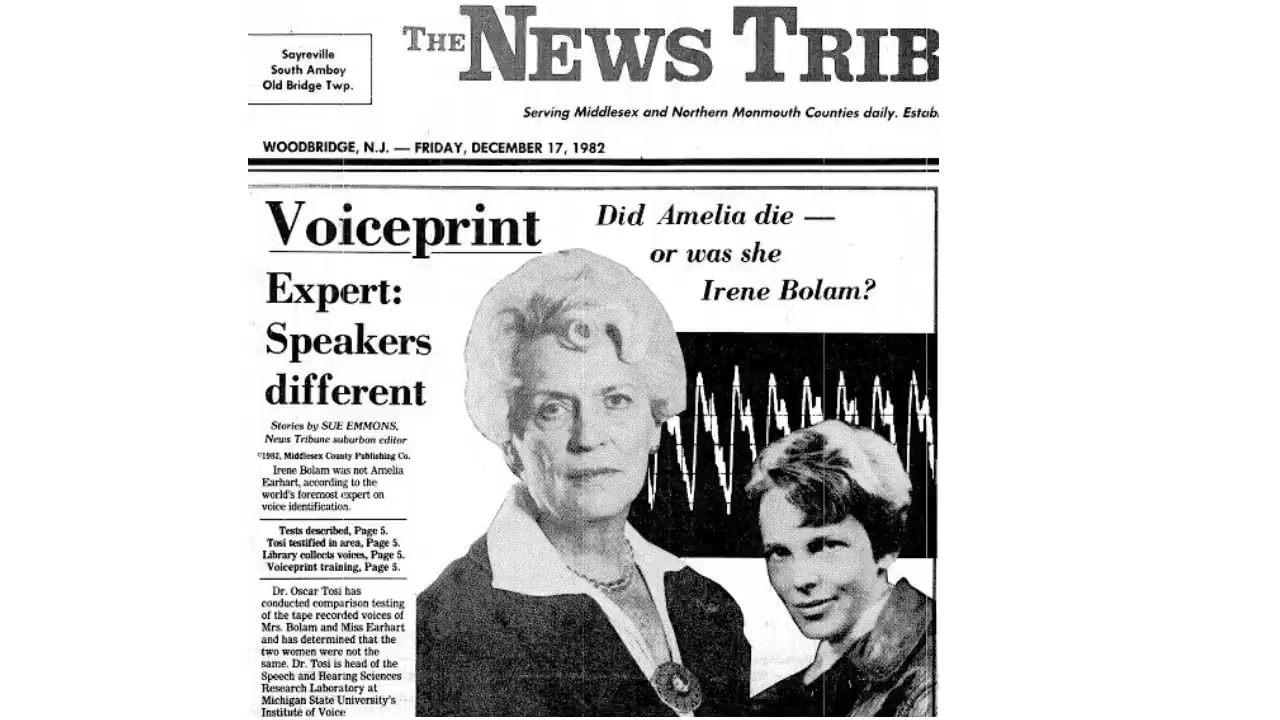 Sayreville
South Amboy
Old Bridge Twp.
THE NEWS TRIB
Serving Middlesex and Northern Monmouth Counties daily. Estab.
WOODBRIDGE, N.J. — FRIDAY, DECEMBER 17, 1982
Voiceprint
Expert:
Speakers
different
Did Amelia die —
or was she
Irene Bolam?
Stories by SUE EMMONS,
News Tribune suburban editor
©1982, Middlesex County Publishing Co.
Irene Bolam was not Amelia
Earhart, according to the
world's foremost expert on
voice identification.
Tests described, Page 5.
Tosi testified in area, Page 5.
Library collects voices, Page 5.
Voiceprint training, Page 5.
Dr. Oscar Tosi has
conducted comparison testing
of the tape recorded voices of
Mrs. Bolam and Miss Earhart
and has determined that the
two women were not the
same. Dr. Tosi is head of the
Speech and Hearing Sciences
Research Laboratory at
Michigan State University's
Institute of Voice